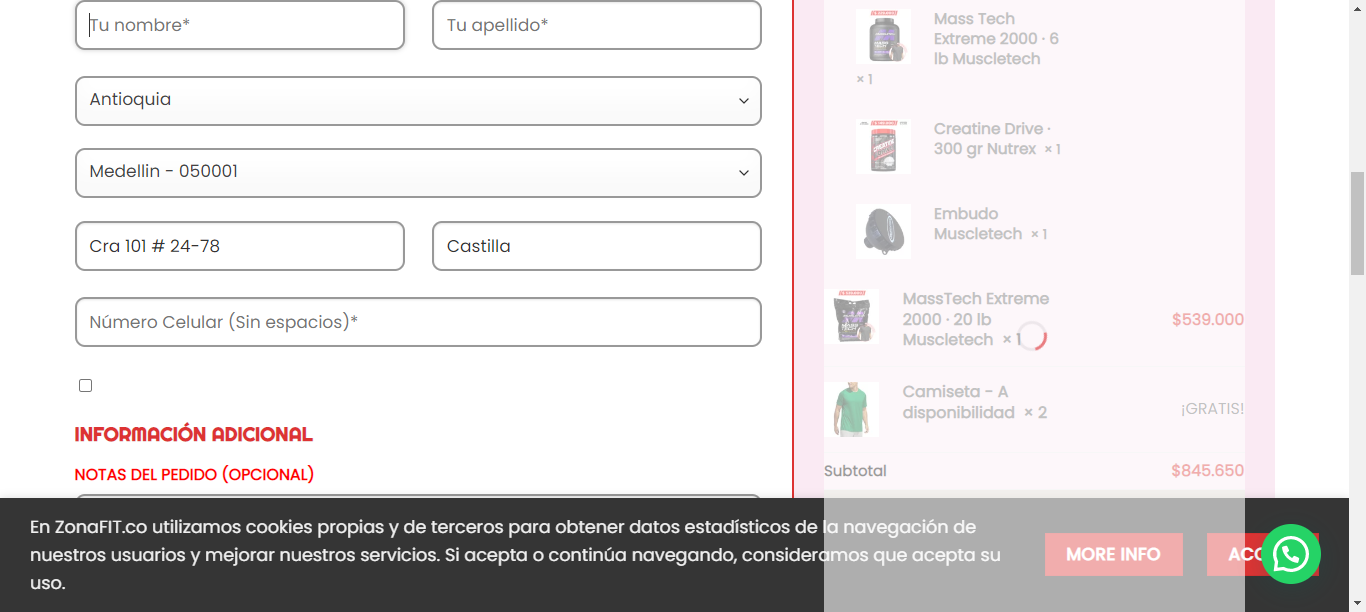 Tu nombre*
Tu apellido*
Antioquia
Medellin - 050001
Cra 101 # 24-78
Castilla
Número Celular (Sin espacios)*
INFORMACIÓN ADICIONAL
NOTAS DEL PEDIDO (OPCIONAL)
Mass Tech
Extreme 2000 · 6
lb Muscletech
× 1
Creatine Drive ·
300 gr Nutrex × 1
Embudo
Muscletech × 1
MassTech Extreme
2000 · 20 lb
Muscletech × 1
$539.000
Camiseta - A
disponibilidad × 2
¡GRATIS!
Subtotal
$845.650
En ZonaFIT.co utilizamos cookies propias y de terceros para obtener datos estadísticos de la navegación de
nuestros usuarios y mejorar nuestros servicios. Si acepta o continúa navegando, consideramos que acepta su
uso.
MORE INFO